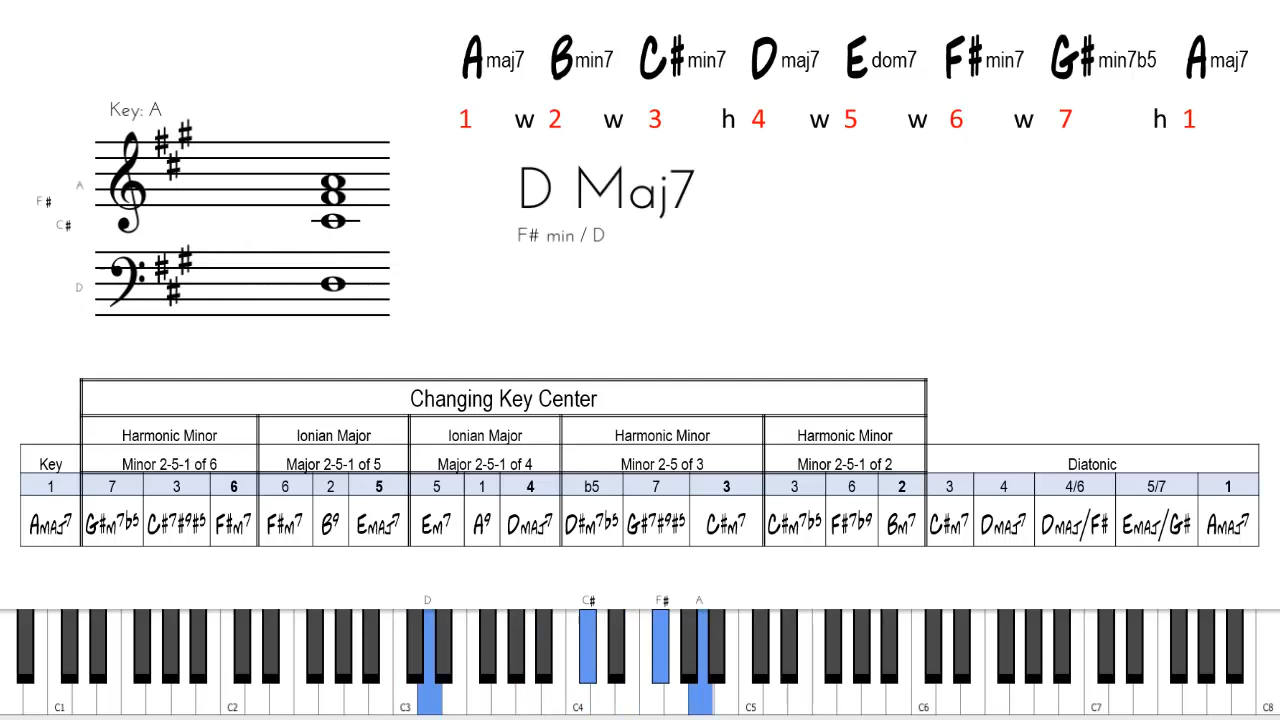 Amaj7 Bmin7 C#min7 Dmaj7 Edom7 F#min7 G#min7b5 Amaj7
1 w 2 w 3 h 4 w 5 w 6 w 7 h 1
Key: A
D Maj7
F# min / D
A
F#
C#
D
Changing Key Center
Harmonic Minor Ionian Major Ionian Major Harmonic Minor Harmonic Minor
Key Minor 2-5-1 of 6 Major 2-5-1 of 5 Major 2-5-1 of 4 Minor 2-5 of 3 Minor 2-5-1 of 2 Diatonic
1 7 3 6 6 2 5 5 1 4 b5 7 3 3 6 2 3 4 4/6 5/7 1
Amaj7 G#m7b5 C#7#9#5 F#m7 F#m7 B9 Emaj7 Em7 A9 Dmaj7 D#m7b5 G#7#9#5 C#m7 C#m7b5 F#7b9 Bm7 C#m7 Dmaj7 Dmaj/F# Emaj/G# Amaj7
D C# F# A
C1 C2 C3 C4 C5 C6 C7 C8